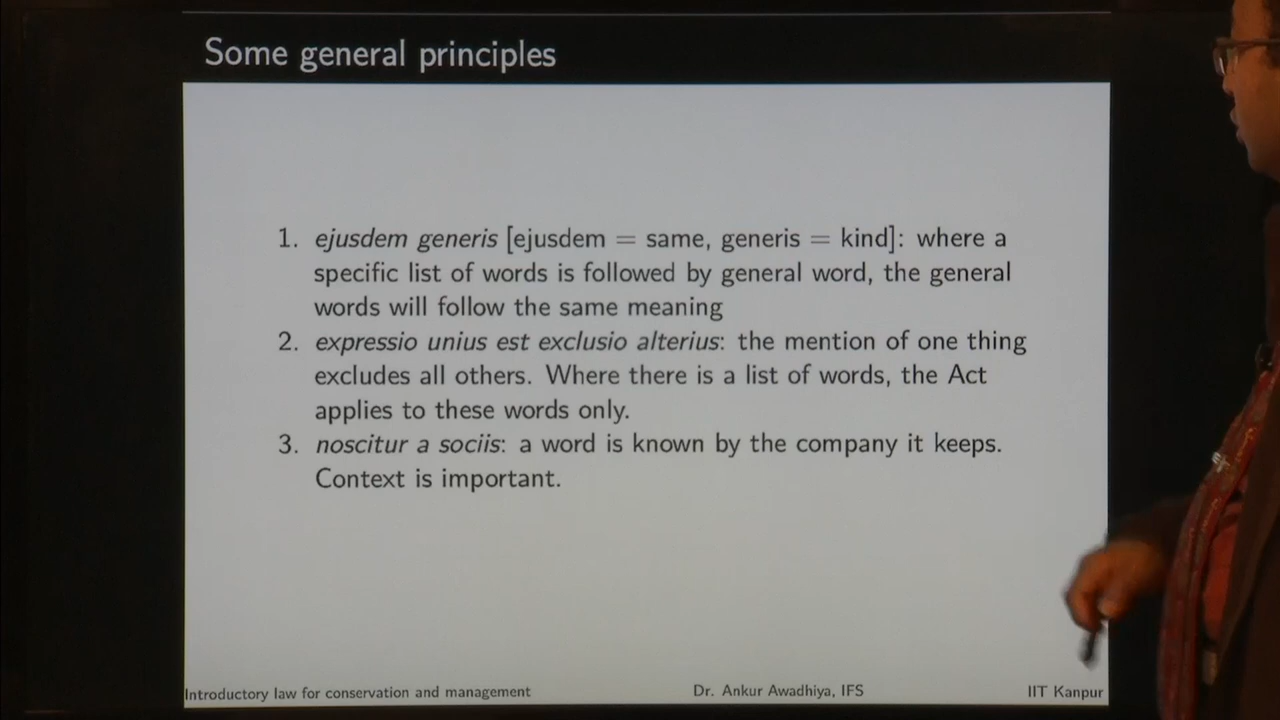 Some general principles
1. ejusdem generis [ejusdem = same, generis = kind]: where a
specific list of words is followed by general word, the general
words will follow the same meaning
2. expressio unius est exclusio alterius: the mention of one thing
excludes all others. Where there is a list of words, the Act
applies to these words only.
3. noscitur a sociis: a word is known by the company it keeps.
Context is important.
Introductory law for conservation and management Dr. Ankur Awadhiya, IFS IIT Kanpur